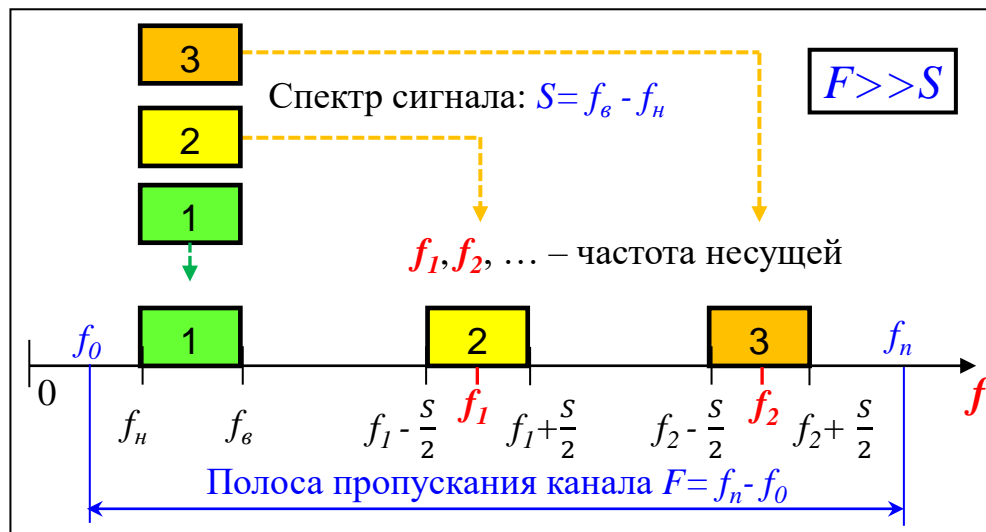 3
Спектр сигнала: S= fв - fн
F>>S
2
1
f1, f2, … – частота несущей
1
2
3
f0
fn
0
fн
fв
f1 - S/2
f1
f1+ S/2
f2 - S/2
f2
f2+ S/2
f
Полоса пропускания канала F= fn- f0